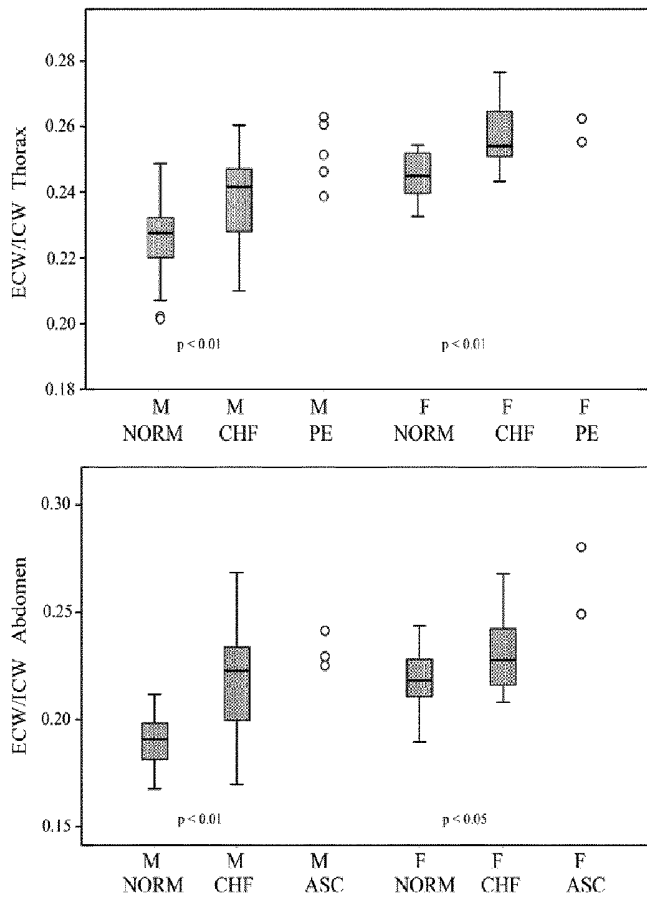 ECW/ICW Thorax
0.28
0.26
0.24
0.22
0.20
0.18
p < 0.01
p < 0.01
M M M F F F
NORM CHF PE NORM CHF PE
ECW/ICW Abdomen
0.30
0.25
0.20
0.15
p < 0.01
p < 0.05
M M M F F F
NORM CHF ASC NORM CHF ASC